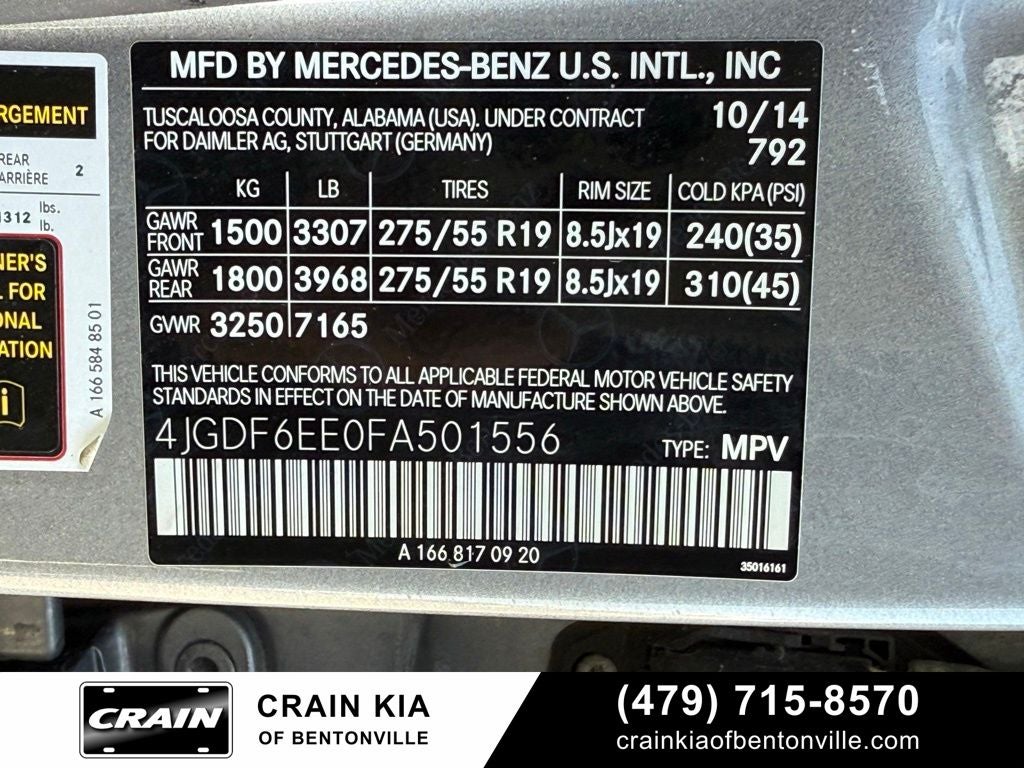 RGEMENT
REAR
ARRIÈRE 2
1312 lbs.
lb.
NER'S
L FOR
ONAL
ATION
i
A 166 584 85 01
MFD BY MERCEDES-BENZ U.S. INTL., INC
TUSCALOOSA COUNTY, ALABAMA (USA). UNDER CONTRACT 10/14
FOR DAIMLER AG, STUTTGART (GERMANY) 792
KG LB TIRES RIM SIZE COLD KPA (PSI)
GAWR FRONT 1500 3307 275/55 R19 8.5Jx19 240(35)
GAWR REAR 1800 3968 275/55 R19 8.5Jx19 310(45)
GVWR 3250 7165
THIS VEHICLE CONFORMS TO ALL APPLICABLE FEDERAL MOTOR VEHICLE SAFETY
STANDARDS IN EFFECT ON THE DATE OF MANUFACTURE SHOWN ABOVE.
4JGDF6EE0FA501556 TYPE: MPV
A 166 817 09 20
35016161
CRAIN
CRAIN KIA
OF BENTONVILLE
(479) 715-8570
crainkiaofbentonville.com